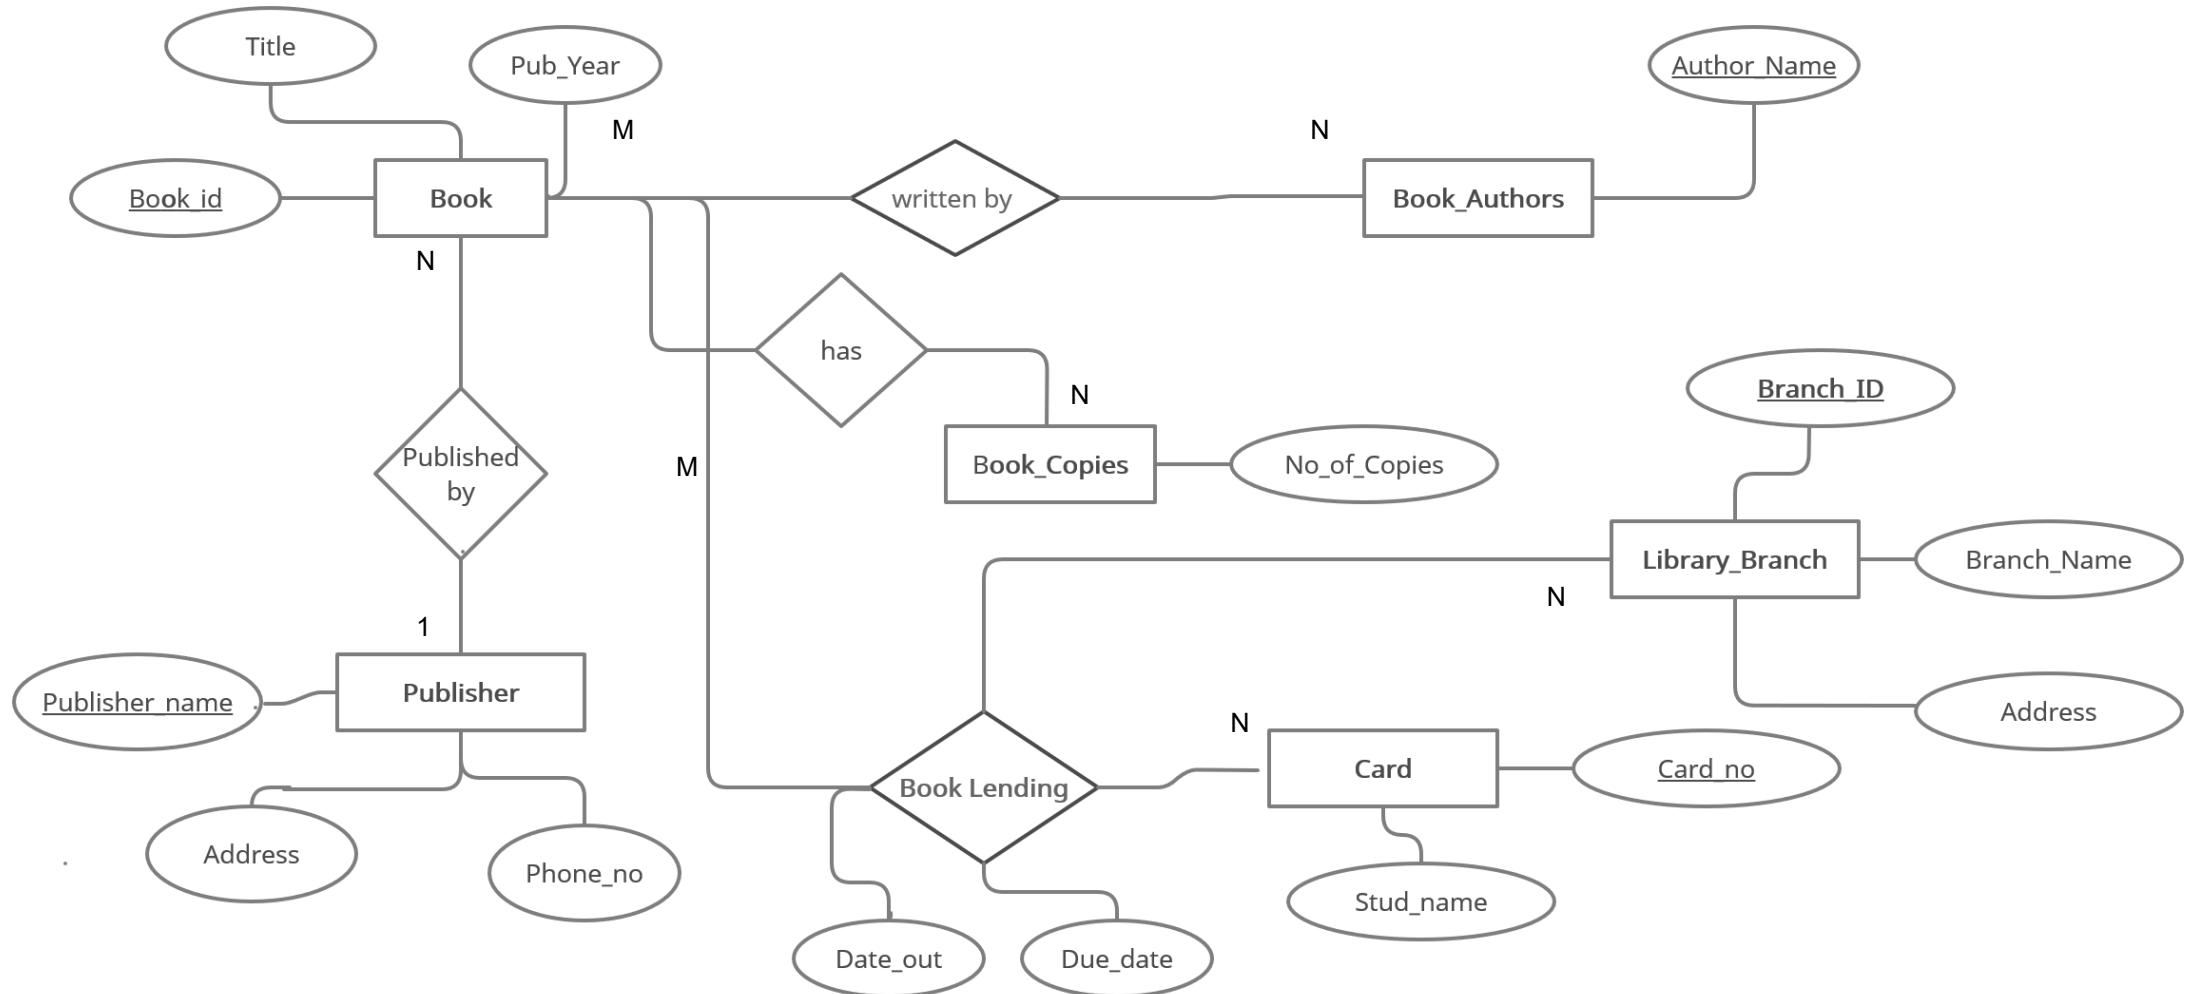 Title
Pub_Year
Author_Name
M
N
Book_id
Book
written by
Book_Authors
N
has
N
Branch_ID
Published
by
M
Book_Copies
No_of_Copies
Library_Branch
Branch_Name
N
1
Publisher_name
Publisher
Address
N
Card
Card_no
Book Lending
Address
Phone_no
Stud_name
Date_out
Due_date